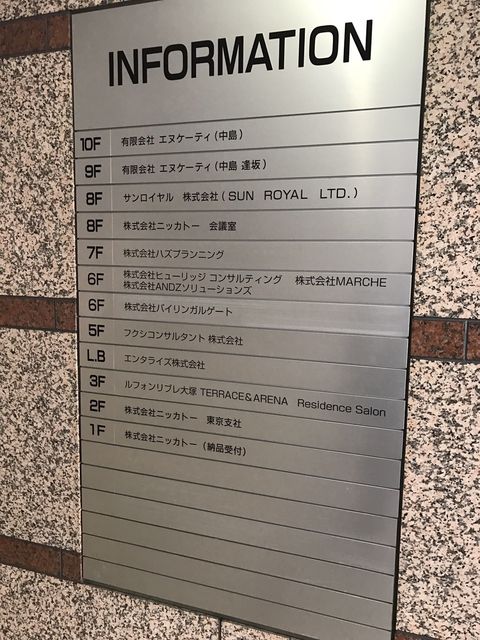 INFORMATION
10F 有限会社 エヌケーティ(中島)
9F 有限会社 エヌケーティ(中島 逢坂)
8F サンロイヤル 株式会社(SUN ROYAL LTD.)
8F 株式会社ニッカトー 会議室
7F 株式会社ハズプランニング
6F 株式会社ヒューリッジ コンサルティング 株式会社MARCHE
株式会社ANDZソリューションズ
6F 株式会社バイリンガルゲート
5F フクシコンサルタント 株式会社
L.B エンタライズ株式会社
3F ルフォンリブレ大塚 TERRACE&ARENA Residence Salon
2F 株式会社ニッカトー 東京支社
1F 株式会社ニッカトー(納品受付)